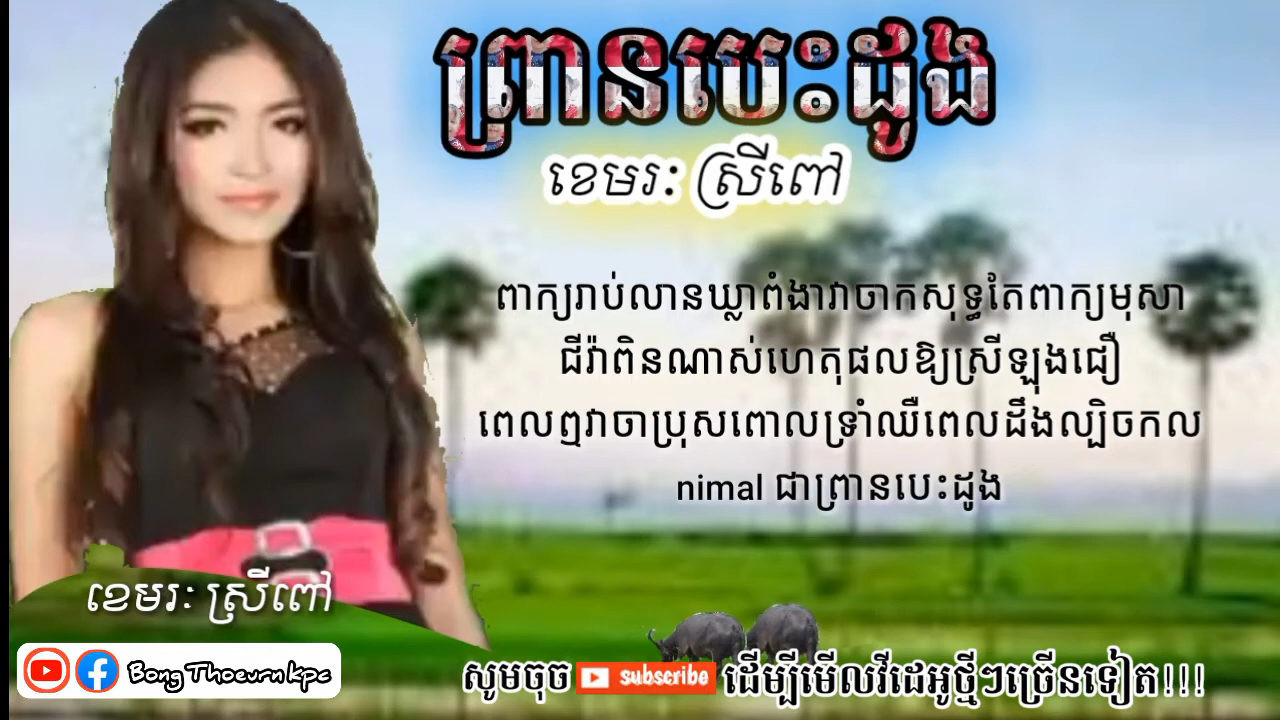 ព្រានបេះដូង
ខេមរៈ ស្រីពៅ
ពាក្យរាប់លានឃ្លាពំងាវាចាកសុទ្ធតែពាក្យមុសា
ជីវ៉ាពិនណាស់ហេតុផលឱ្យស្រីឡុងជឿ
ពេលឮវាចាប្រុសពោលទ្រាំឈឺពេលដឹងល្បិចកល
nimal ជាព្រានបេះដូង
ខេមរៈ ស្រីពៅ
Bong Thoeurn kpc
សូមចុច subscribe ដើម្បីមើលវីដេអូថ្មីៗច្រើនទៀត!!!